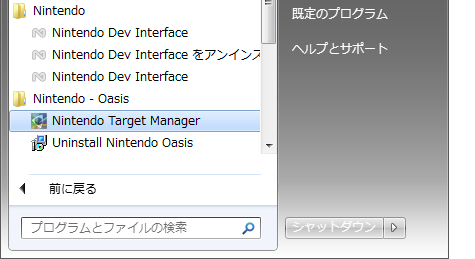 Nintendo
Nintendo Dev Interface
Nintendo Dev Interface をアンインス
Nintendo Dev Interface
Nintendo - Oasis
Nintendo Target Manager
Uninstall Nintendo Oasis
前に戻る
プログラムとファイルの検索
既定のプログラム
ヘルプとサポート
シャットダウン